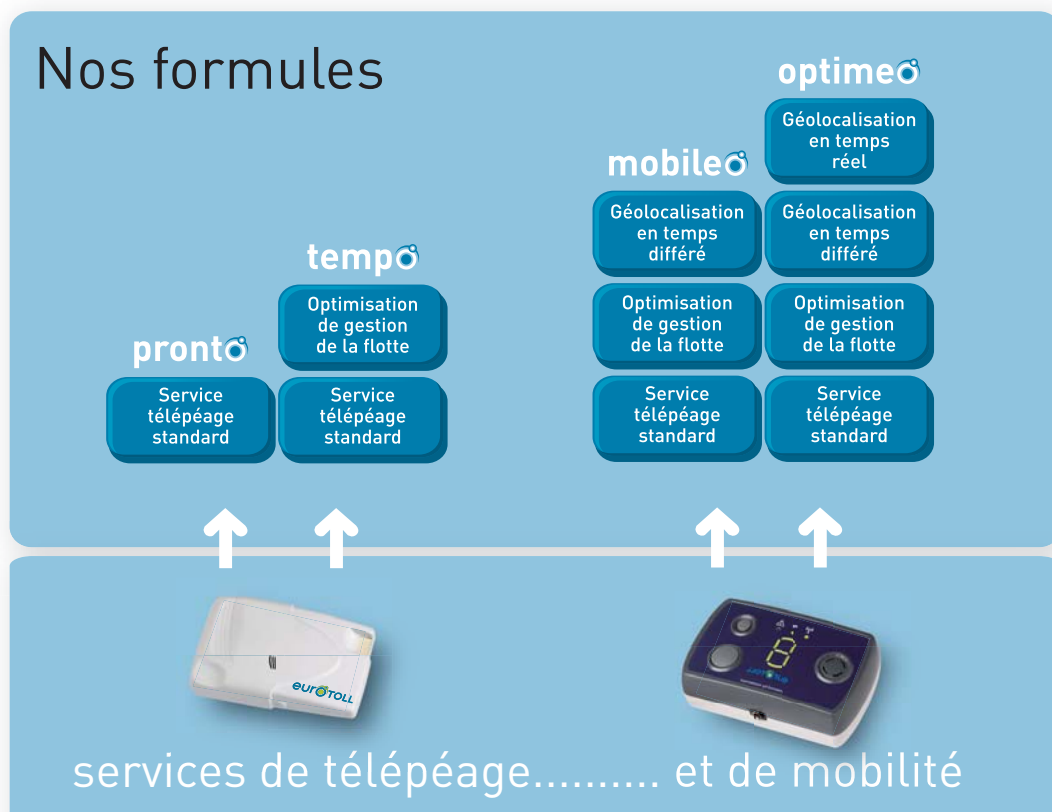 Nos formules
pronto
Service
télépéage
standard
tempo
Optimisation
de gestion
de la flotte
Service
télépéage
standard
mobileo
Géolocalisation
en temps
différé
Optimisation
de gestion
de la flotte
Service
télépéage
standard
optimeo
Géolocalisation
en temps
réel
Géolocalisation
en temps
différé
Optimisation
de gestion
de la flotte
Service
télépéage
standard
eurotoll
8
eurotoll
services de télépéage.......... et de mobilité